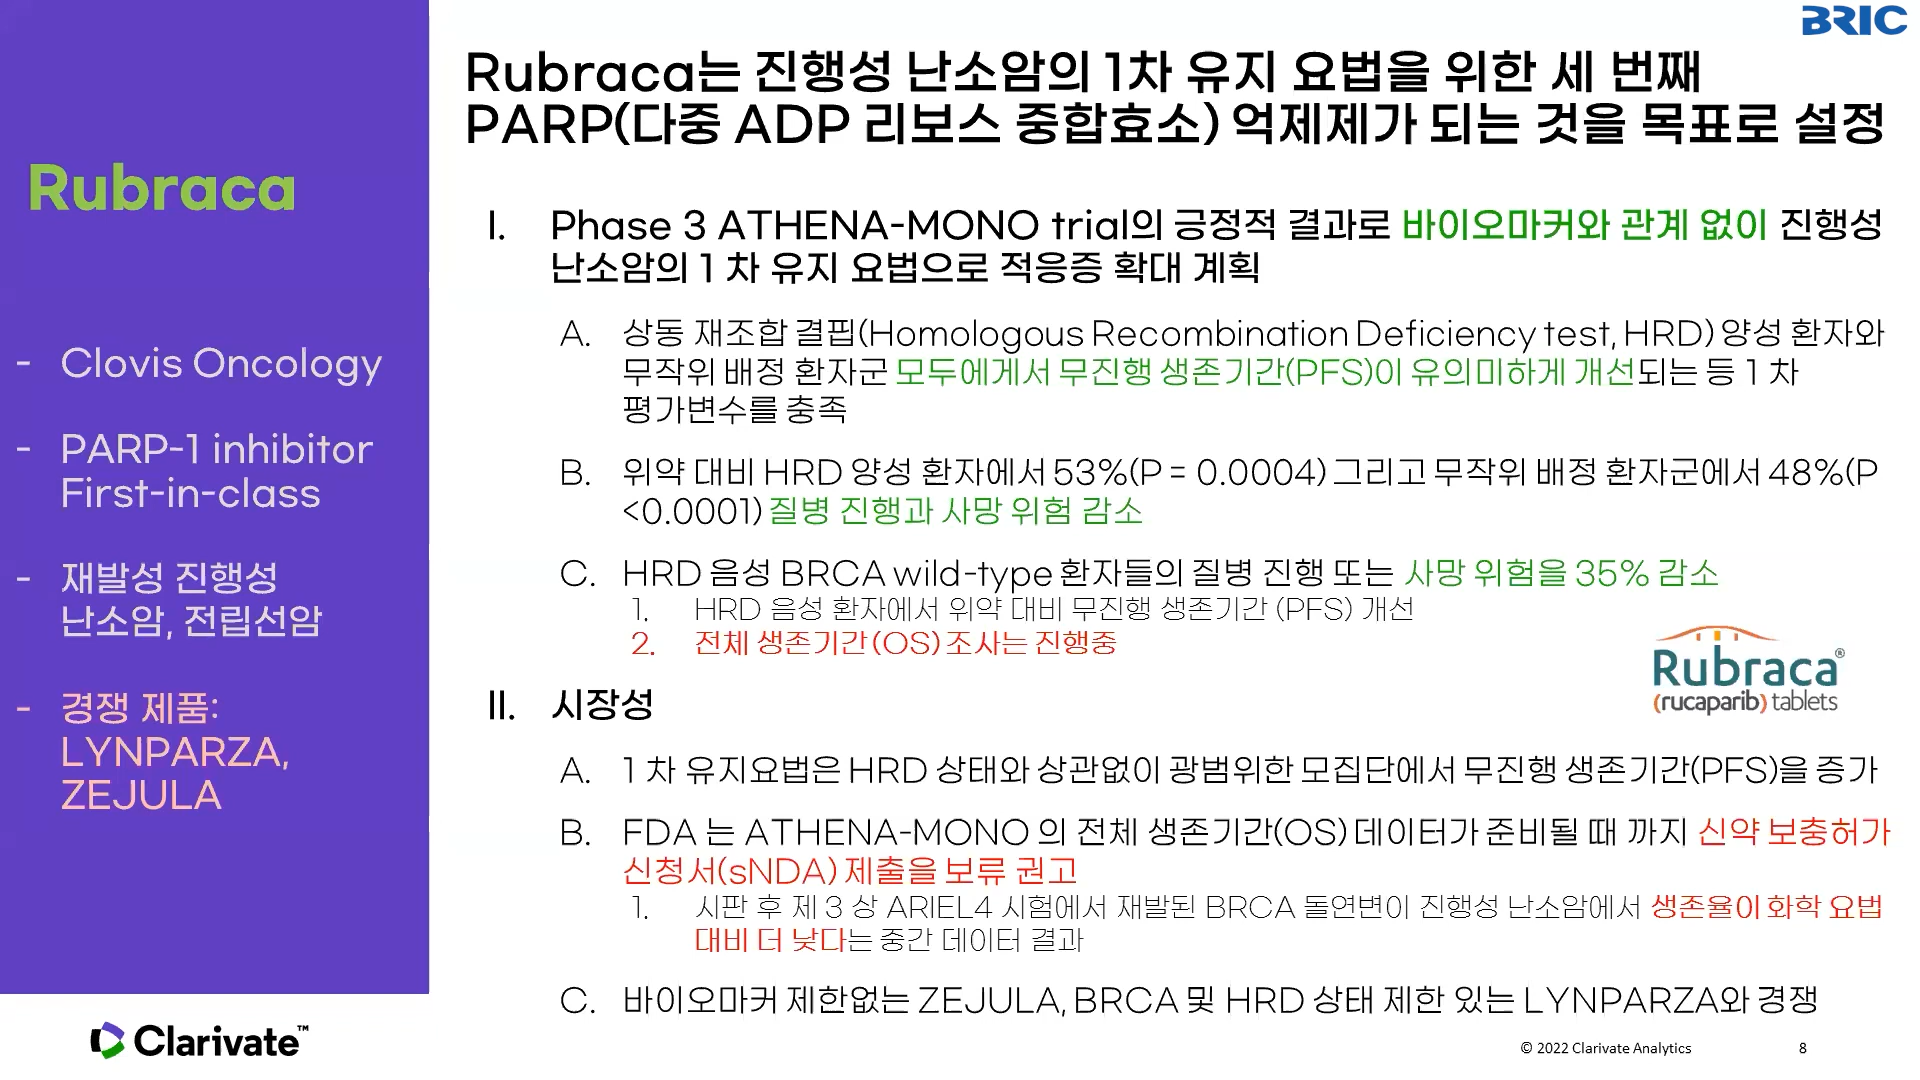 BRIC
Rubraca는 진행성 난소암의 1차 유지 요법을 위한 세 번째
PARP(다중 ADP 리보스 중합효소) 억제제가 되는 것을 목표로 설정
Rubraca
- Clovis Oncology
- PARP-1 inhibitor
First-in-class
- 재발성 진행성
난소암, 전립선암
- 경쟁 제품:
LYNPARZA,
ZEJULA
I. Phase 3 ATHENA-MONO trial의 긍정적 결과로 바이오마커와 관계 없이 진행성
난소암의 1 차 유지 요법으로 적응증 확대 계획
A. 상동 재조합 결핍(Homologous Recombination Deficiency test, HRD) 양성 환자와
무작위 배정 환자군 모두에게서 무진행 생존기간(PFS)이 유의미하게 개선되는 등 1 차
평가변수를 충족
B. 위약 대비 HRD 양성 환자에서 53%(P = 0.0004) 그리고 무작위 배정 환자군에서 48%(P
<0.0001) 질병 진행과 사망 위험 감소
C. HRD 음성 BRCA wild-type 환자들의 질병 진행 또는 사망 위험을 35% 감소
1. HRD 음성 환자에서 위약 대비 무진행 생존기간 (PFS) 개선
2. 전체 생존기간 (OS) 조사는 진행중
Rubraca®
(rucaparib) tablets
II. 시장성
A. 1 차 유지요법은 HRD 상태와 상관없이 광범위한 모집단에서 무진행 생존기간(PFS)을 증가
B. FDA 는 ATHENA-MONO 의 전체 생존기간(OS) 데이터가 준비될 때 까지 신약 보충허가
신청서(sNDA) 제출을 보류 권고
1. 시판 후 제 3 상 ARIEL4 시험에서 재발된 BRCA 돌연변이 진행성 난소암에서 생존율이 화학 요법
대비 더 낮다는 중간 데이터 결과
C. 바이오마커 제한없는 ZEJULA, BRCA 및 HRD 상태 제한 있는 LYNPARZA와 경쟁
Clarivate™
© 2022 Clarivate Analytics
8